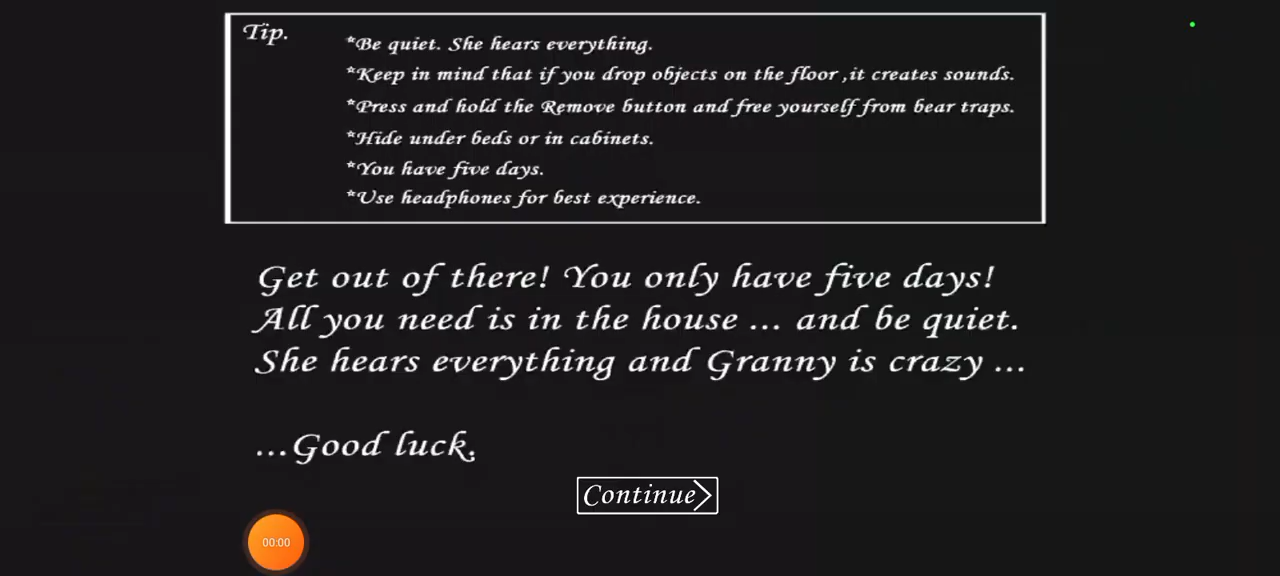 Tip.
*Be quiet. She hears everything.
*Keep in mind that if you drop objects on the floor ,it creates sounds.
*Press and hold the Remove button and free yourself from bear traps.
*Hide under beds or in cabinets.
*You have five days.
*Use headphones for best experience.
Get out of there! You only have five days!
All you need is in the house ... and be quiet.
She hears everything and Granny is crazy ...
...Good luck.
Continue
00:00